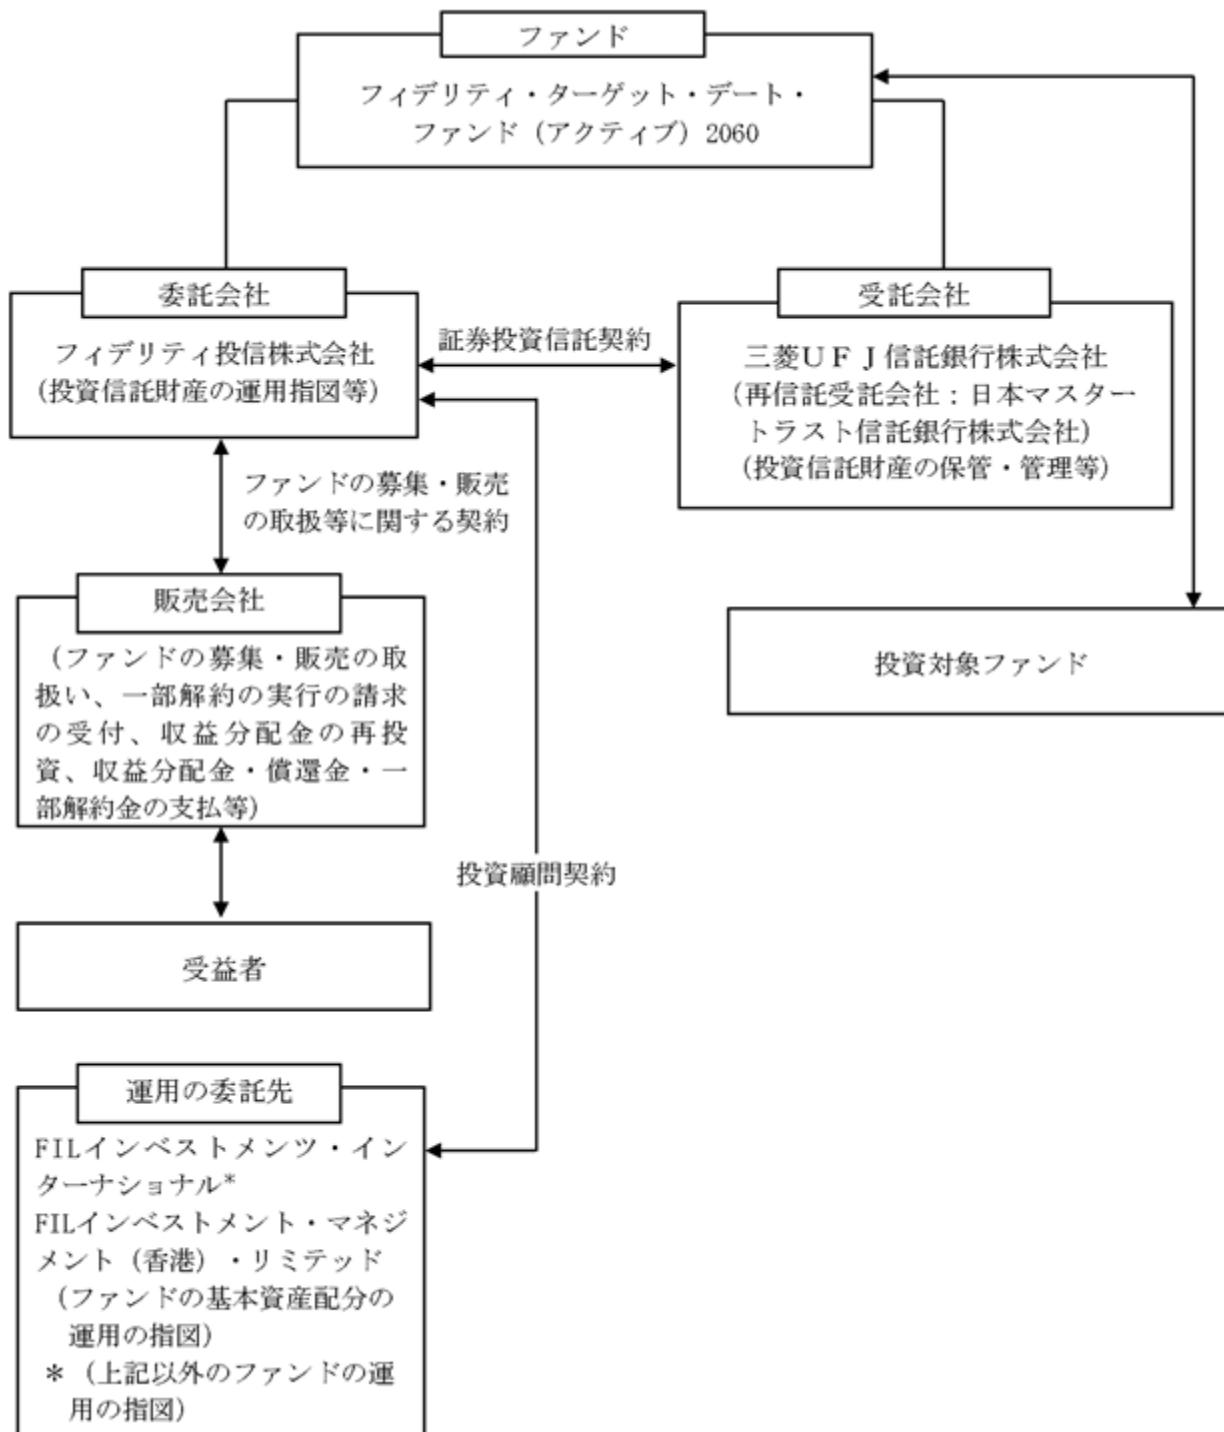 ファンド
フィデリティ・ターゲット・デート・
ファンド（アクティブ）2060
委託会社
フィデリティ投信株式会社
（投資信託財産の運用指図等）
証券投資信託契約
受託会社
三菱ＵＦＪ信託銀行株式会社
（再信託受託会社：日本マスター
トラスト信託銀行株式会社）
（投資信託財産の保管・管理等）
ファンドの募集・販売
の取扱等に関する契約
販売会社
（ファンドの募集・販売の取
扱い、一部解約の実行の請求
の受付、収益分配金の再投
資、収益分配金・償還金・一
部解約金の支払等）
投資対象ファンド
投資顧問契約
受益者
運用の委託先
FILインベストメンツ・イン
ターナショナル*
FILインベストメント・マネジ
メント（香港）・リミテッド
（ファンドの基本資産配分の
運用の指図）
＊（上記以外のファンドの運
用の指図）